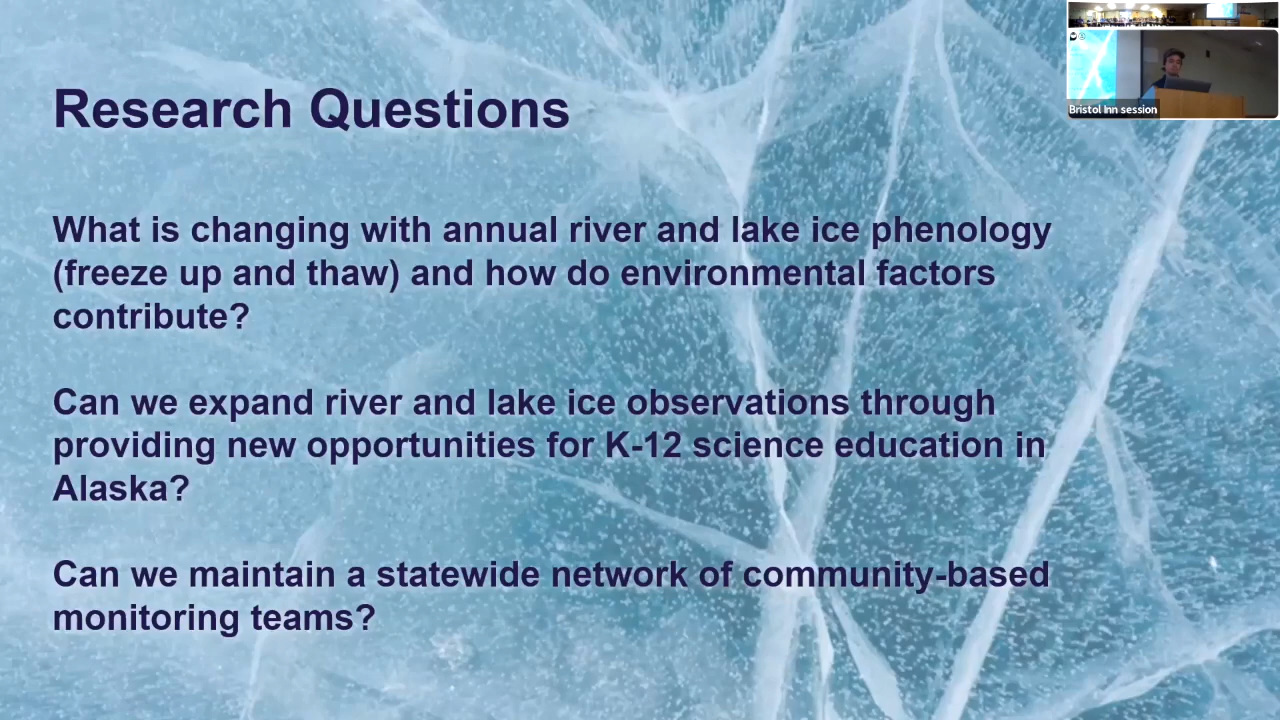 Research Questions
What is changing with annual river and lake ice phenology
(freeze up and thaw) and how do environmental factors
contribute?
Can we expand river and lake ice observations through
providing new opportunities for K-12 science education in
Alaska?
Can we maintain a statewide network of community-based
monitoring teams?
Bristol Inn session